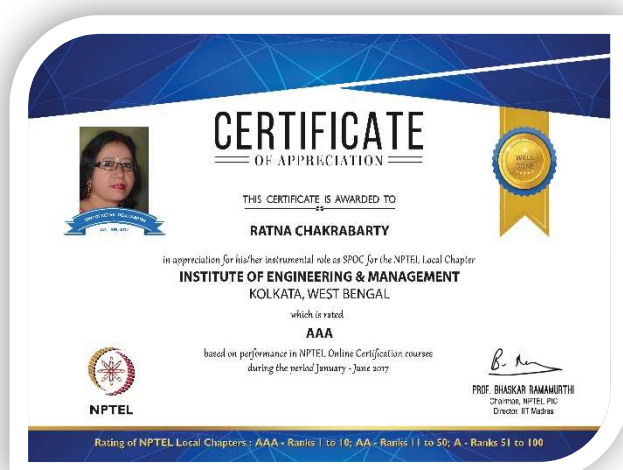 CERTIFICATE
OF APPRECIATION
WELL
DONE
THIS CERTIFICATE IS AWARDED TO
RATNA CHAKRABARTY
in appreciation for his/her instrumental role as SPOC for the NPTEL Local Chapter
INSTITUTE OF ENGINEERING & MANAGEMENT
KOLKATA, WEST BENGAL
which is rated
AAA
based on performance in NPTEL Online Certification courses
during the period January - June 2017
NPTEL
PROF. BHASKAR RAMAMURTHI
Chairman, NPTEL PIC
Director, IIT Madras
Rating of NPTEL Local Chapters : AAA - Ranks 1 to 10; AA - Ranks 11 to 50; A - Ranks 51 to 100